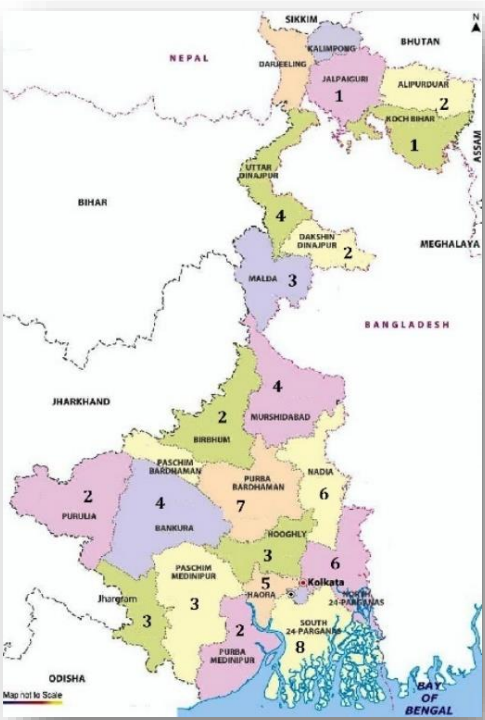 SIKKIM
N
NEPAL
KALIMPONG
BHUTAN
DARJEELING
JALPAIGURI
1
ALIPURDUAR
2
KOCH BIHAR
1
ASSAM
UTTAR
DINAJPUR
4
BIHAR
DAKSHIN
DINAJPUR
2
MEGHALAYA
MALDA
3
BANGLADESH
JHARKHAND
4
MURSHIDABAD
2
BIRBHUM
PASCHIM
BARDHAMAN
NADIA
6
PURBA
BARDHAMAN
7
2
PURULIA
4
BANKURA
HOOGHLY
3
PASCHIM
MEDINIPUR
3
6
Kolkata
5
HAORA
NORTH
24-PARGANAS
Jhargram
3
2
SOUTH
24-PARGANAS
8
PURBA
MEDINIPUR
ODISHA
Map not to Scale
BAY
OF
BENGAL